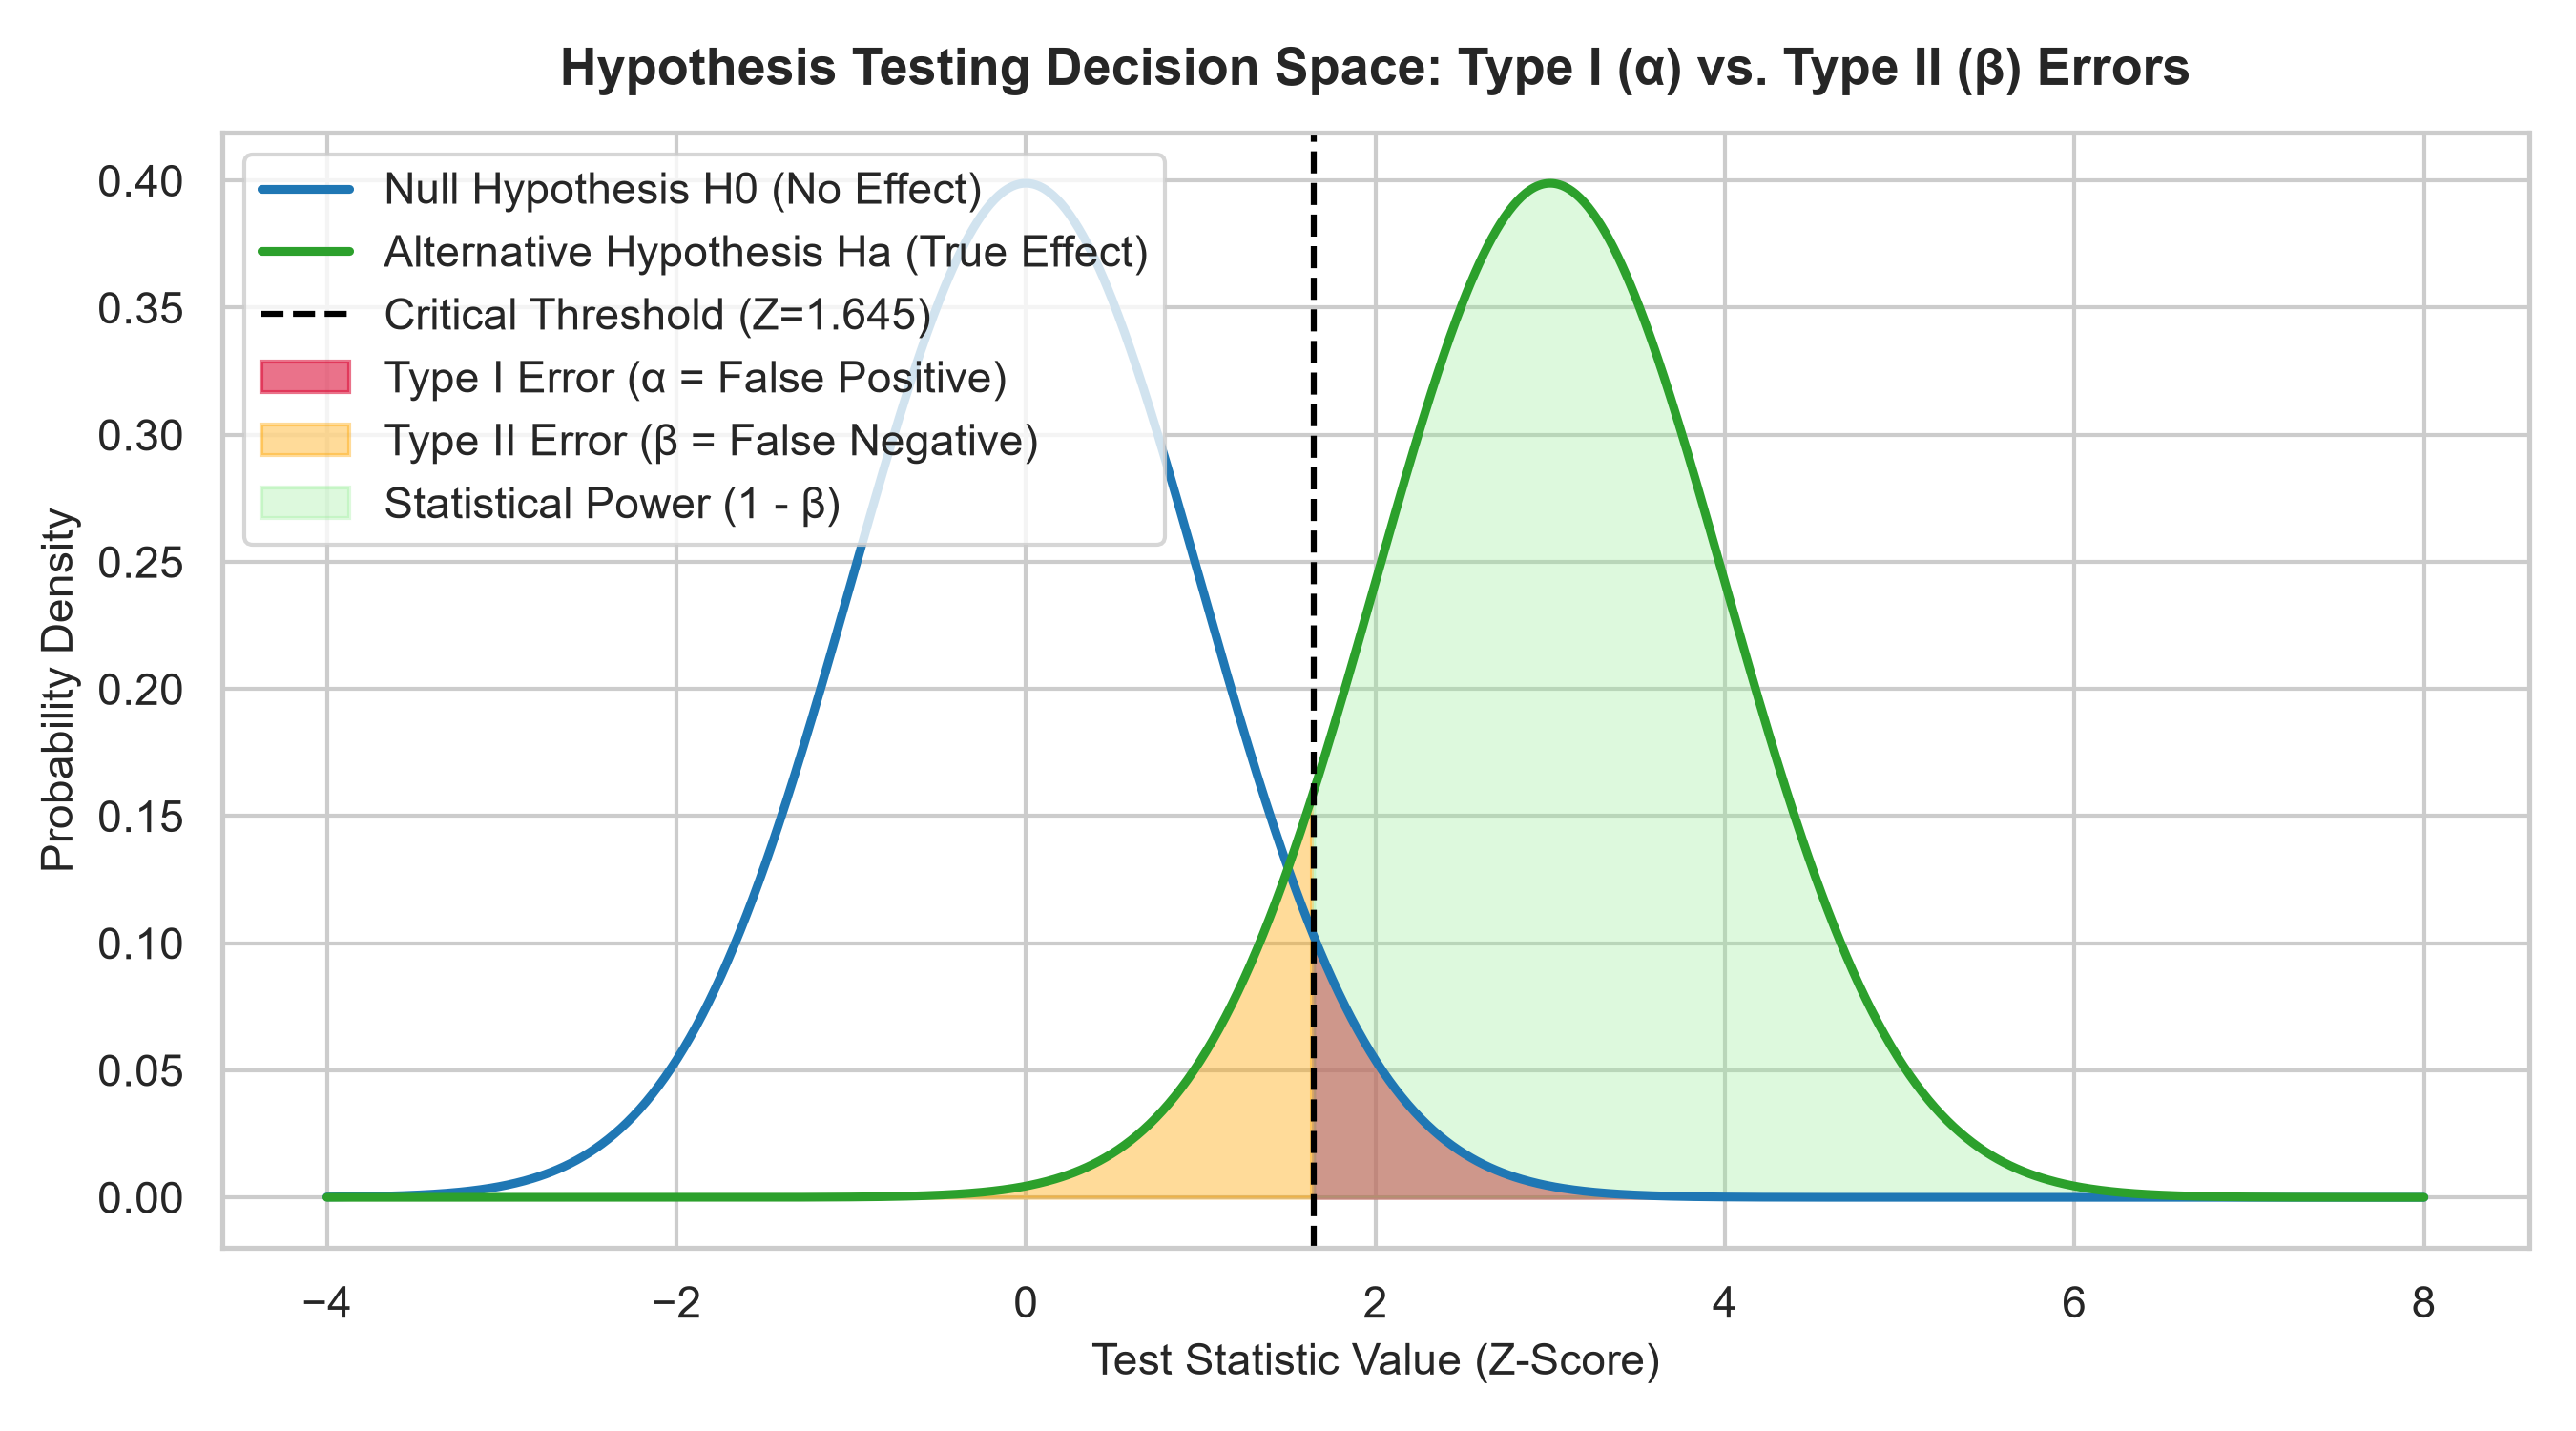 Hypothesis Testing Decision Space: Type I (α) vs. Type II (β) Errors
Null Hypothesis H0 (No Effect)
Alternative Hypothesis Ha (True Effect)
Critical Threshold (Z=1.645)
Type I Error (α = False Positive)
Type II Error (β = False Negative)
Statistical Power (1 - β)
Probability Density
0.40
0.35
0.30
0.25
0.20
0.15
0.10
0.05
0.00
−4 −2 0 2 4 6 8
Test Statistic Value (Z-Score)